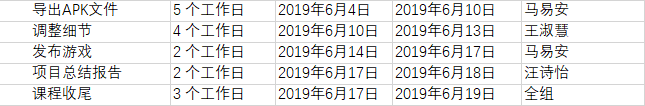 导出APK文件 5 个工作日 2019年6月4日 2019年6月10日 马易安
调整细节 4 个工作日 2019年6月10日 2019年6月13日 王淑慧
发布游戏 2 个工作日 2019年6月14日 2019年6月17日 马易安
项目总结报告 2 个工作日 2019年6月17日 2019年6月18日 汪诗怡
课程收尾 3 个工作日 2019年6月17日 2019年6月19日 全组